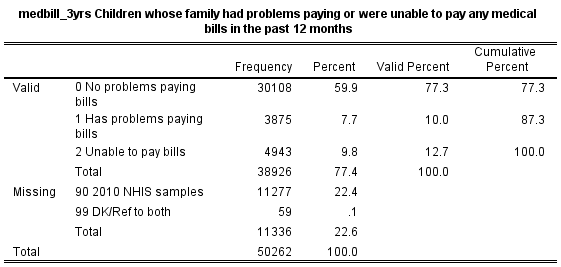 medbill_3yrs Children whose family had problems paying or were unable to pay any medical
bills in the past 12 months
Frequency Percent Valid Percent Cumulative
Percent
Valid 0 No problems paying
bills 30108 59.9 77.3 77.3
1 Has problems paying
bills 3875 7.7 10.0 87.3
2 Unable to pay bills 4943 9.8 12.7 100.0
Total 38926 77.4 100.0
Missing 90 2010 NHIS samples 11277 22.4
99 DK/Ref to both 59 .1
Total 11336 22.6
Total 50262 100.0